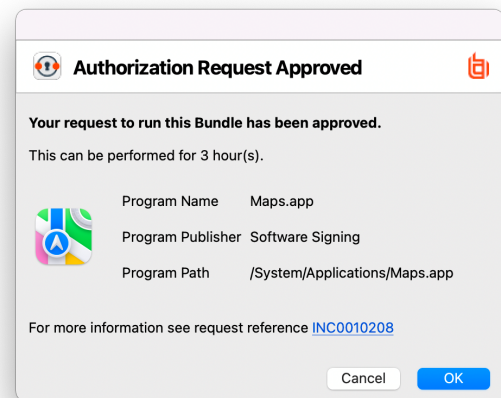 Authorization Request Approved
Your request to run this Bundle has been approved.
This can be performed for 3 hour(s).
Program Name Maps.app
Program Publisher Software Signing
Program Path /System/Applications/Maps.app
For more information see request reference INC0010208
Cancel OK